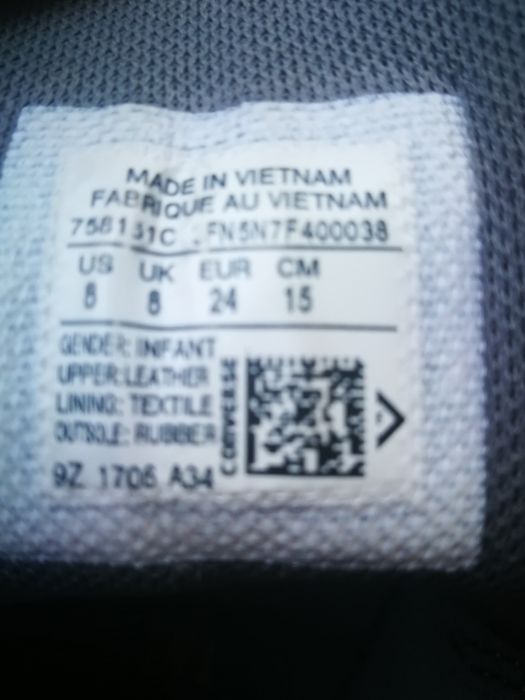 MADE IN VIETNAM
FABRIQUE AU VIETNAM
758151C FN5N7F400038
US UK EUR CM
8 8 24 15
GENDER: INFANT
UPPER: LEATHER
LINING: TEXTILE
OUTSOLE: RUBBER
CONVERSE
9Z 1706 A34